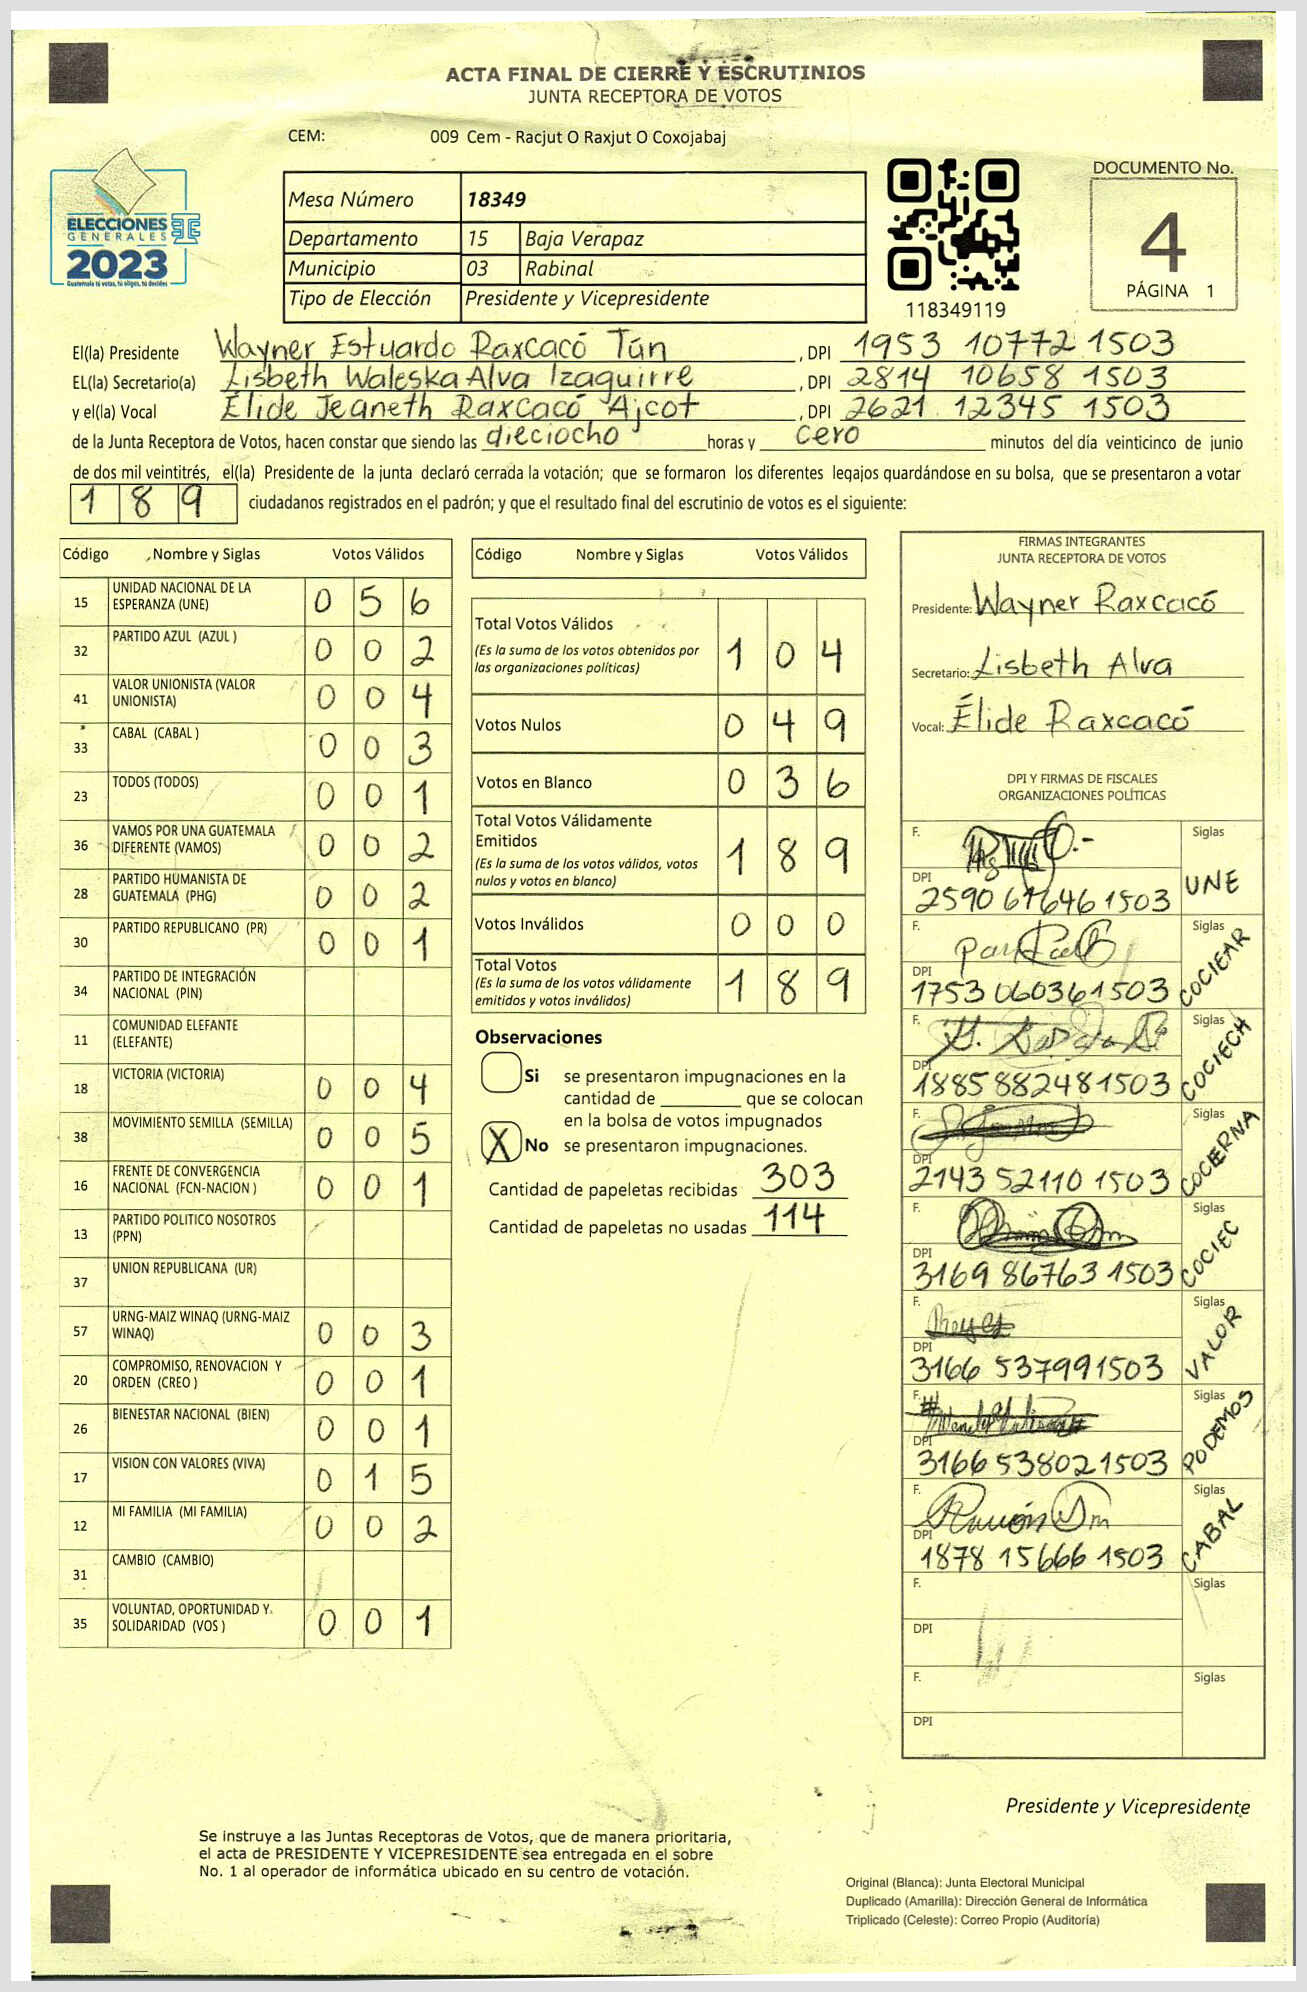 ACTA FINAL DE CIERRE Y ESCRUTINIOS
JUNTA RECEPTORA DE VOTOS
CEM: 009 Cem - Racjut O Raxjut O Coxojabaj
ELECCIONES
GENERALES
2023
Guatemala tú votas, tú eliges, tú decides
Mesa Número 18349
Departamento 15 Baja Verapaz
Municipio 03 Rabinal
Tipo de Elección Presidente y Vicepresidente
118349119
DOCUMENTO No.
4
PÁGINA 1
El(la) Presidente Wayner Estuardo Raxcacó Tún , DPI 1953 10772 1503
EL(la) Secretario(a) Lisbeth Waleska Alva Izaguirre , DPI 2814 10658 1503
y el(la) Vocal Élide Jeaneth Raxcacó Ajcot , DPI 2621 12345 1503
de la Junta Receptora de Votos, hacen constar que siendo las dieciocho horas y cero minutos del día veinticinco de junio
de dos mil veintitrés, el(la) Presidente de la junta declaró cerrada la votación; que se formaron los diferentes legajos quardándose en su bolsa, que se presentaron a votar
189 ciudadanos registrados en el padrón; y que el resultado final del escrutinio de votos es el siguiente:
Código Nombre y Siglas Votos Válidos
15 UNIDAD NACIONAL DE LA ESPERANZA (UNE) 0 5 6
32 PARTIDO AZUL (AZUL ) 0 0 2
41 VALOR UNIONISTA (VALOR UNIONISTA) 0 0 4
33 CABAL (CABAL ) 0 0 3
23 TODOS (TODOS) 0 0 1
36 VAMOS POR UNA GUATEMALA DIFERENTE (VAMOS) 0 0 2
28 PARTIDO HUMANISTA DE GUATEMALA (PHG) 0 0 2
30 PARTIDO REPUBLICANO (PR) 0 0 1
34 PARTIDO DE INTEGRACIÓN NACIONAL (PIN)
11 COMUNIDAD ELEFANTE (ELEFANTE)
18 VICTORIA (VICTORIA) 0 0 4
38 MOVIMIENTO SEMILLA (SEMILLA) 0 0 5
16 FRENTE DE CONVERGENCIA NACIONAL (FCN-NACION ) 0 0 1
13 PARTIDO POLITICO NOSOTROS (PPN)
37 UNION REPUBLICANA (UR)
57 URNG-MAIZ WINAQ (URNG-MAIZ WINAQ) 0 0 3
20 COMPROMISO, RENOVACION Y ORDEN (CREO ) 0 0 1
26 BIENESTAR NACIONAL (BIEN) 0 0 1
17 VISION CON VALORES (VIVA) 0 1 5
12 MI FAMILIA (MI FAMILIA) 0 0 2
31 CAMBIO (CAMBIO)
35 VOLUNTAD, OPORTUNIDAD Y SOLIDARIDAD (VOS ) 0 0 1
Código Nombre y Siglas Votos Válidos
Total Votos Válidos 1 0 4
(Es la suma de los votos obtenidos por
las organizaciones políticas)
Votos Nulos 0 4 9
Votos en Blanco 0 3 6
Total Votos Válidamente
Emitidos 1 8 9
(Es la suma de los votos válidos, votos
nulos y votos en blanco)
Votos Inválidos 0 0 0
Total Votos 1 8 9
(Es la suma de los votos válidamente
emitidos y votos inválidos)
Observaciones
Si se presentaron impugnaciones en la
cantidad de ________ que se colocan
en la bolsa de votos impugnados
X No se presentaron impugnaciones.
Cantidad de papeletas recibidas 303
Cantidad de papeletas no usadas 114
FIRMAS INTEGRANTES
JUNTA RECEPTORA DE VOTOS
Presidente: Wayner Raxcacó
Secretario: Lisbeth Alva
Vocal: Élide Raxcacó
DPI Y FIRMAS DE FISCALES
ORGANIZACIONES POLÍTICAS
F. Siglas
DPI 2590 67646 1503 UNE
F. Siglas
DPI 1753 06036 1503 COCIEAR
F. Siglas
DPI 1885 88248 1503 COCIECH
F. Siglas
DPI 2143 52110 1503 COCIERNA
F. Siglas
DPI 3169 86763 1503 COCIEC
F. Reyes Siglas
DPI 3166 53799 1503 VALOR
F. Siglas
DPI 3166 53802 1503 PODEMOS
F. Ramón Siglas
DPI 1878 15666 1503 CABAL
F. Siglas
DPI
F. Siglas
DPI
Presidente y Vicepresidente
Se instruye a las Juntas Receptoras de Votos, que de manera prioritaria,
el acta de PRESIDENTE Y VICEPRESIDENTE sea entregada en el sobre
No. 1 al operador de informática ubicado en su centro de votación.
Original (Blanca): Junta Electoral Municipal
Duplicado (Amarilla): Dirección General de Informática
Triplicado (Celeste): Correo Propio (Auditoría)